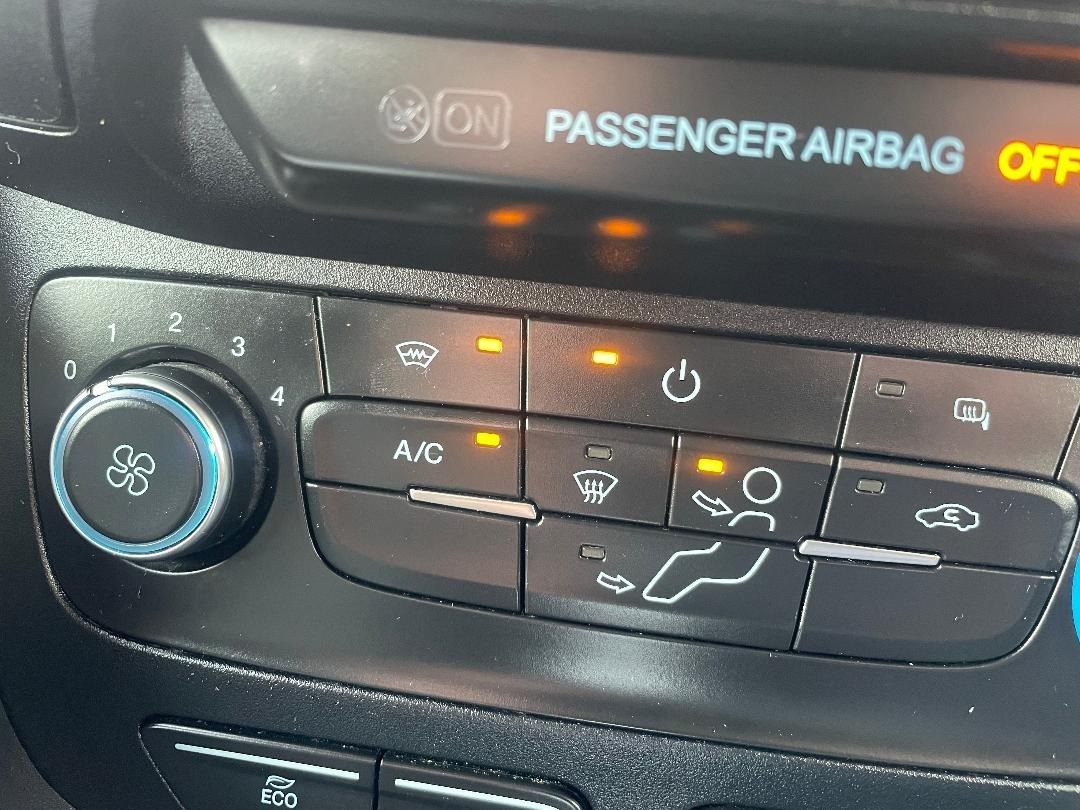 ON PASSENGER AIRBAG OFF
0 1 2 3 4
A/C
ECO